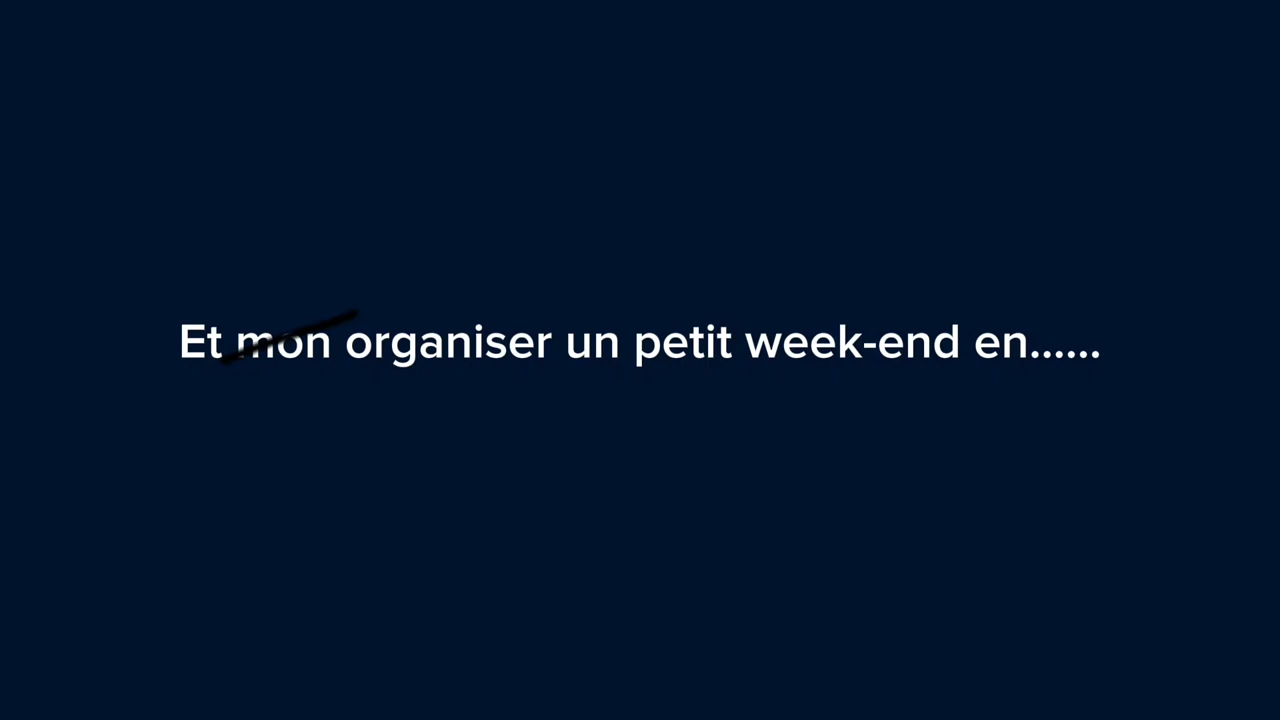 Et mon organiser un petit week-end en......